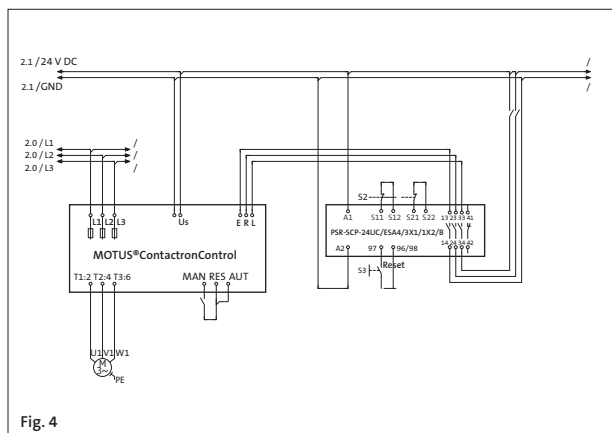 2.1 / 24 V DC
2.1 / GND
2.0 / L1
2.0 / L2
2.0 / L3
/
/
/
/
/
L1 L2 L3
Us
E R L
MOTUS®ContactronControl
T1:2 T2:4 T3:6
MAN RES AUT
U1 V1 W1
M
3~
PE
S2
A1 S11 S12 S21 S22 13 23 33 41
PSR-SCP-24UC/ESA4/3X1/1X2/B
A2 97 96/98 14 24 34 42
S3
Reset
Fig. 4